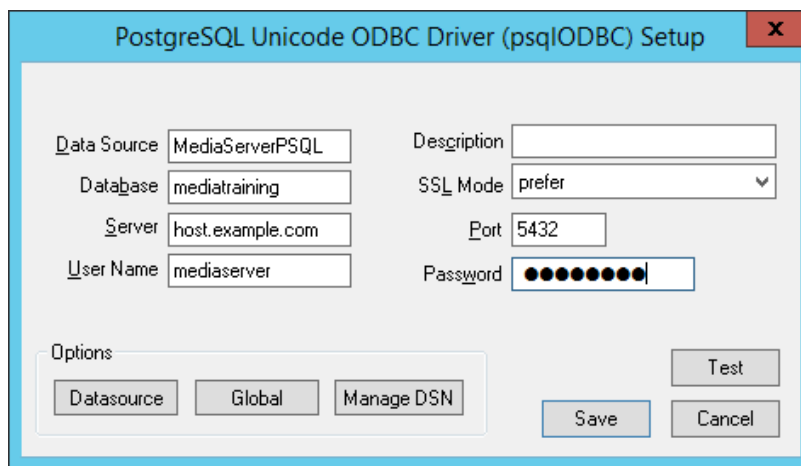 PostgreSQL Unicode ODBC Driver (psqlODBC) Setup
x
Data Source MediaServerPSQL
Description
Database mediatraining
SSL Mode prefer
Server host.example.com
Port 5432
User Name mediaserver
Password ●●●●●●●●
Options
Datasource Global Manage DSN
Test
Save Cancel